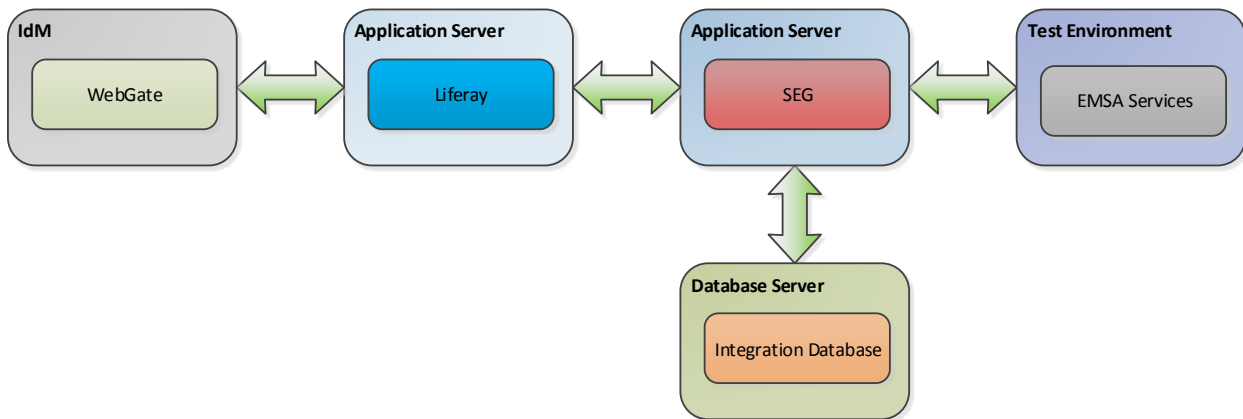 IdM
WebGate
Application Server
Liferay
Application Server
SEG
Test Environment
EMSA Services
Database Server
Integration Database